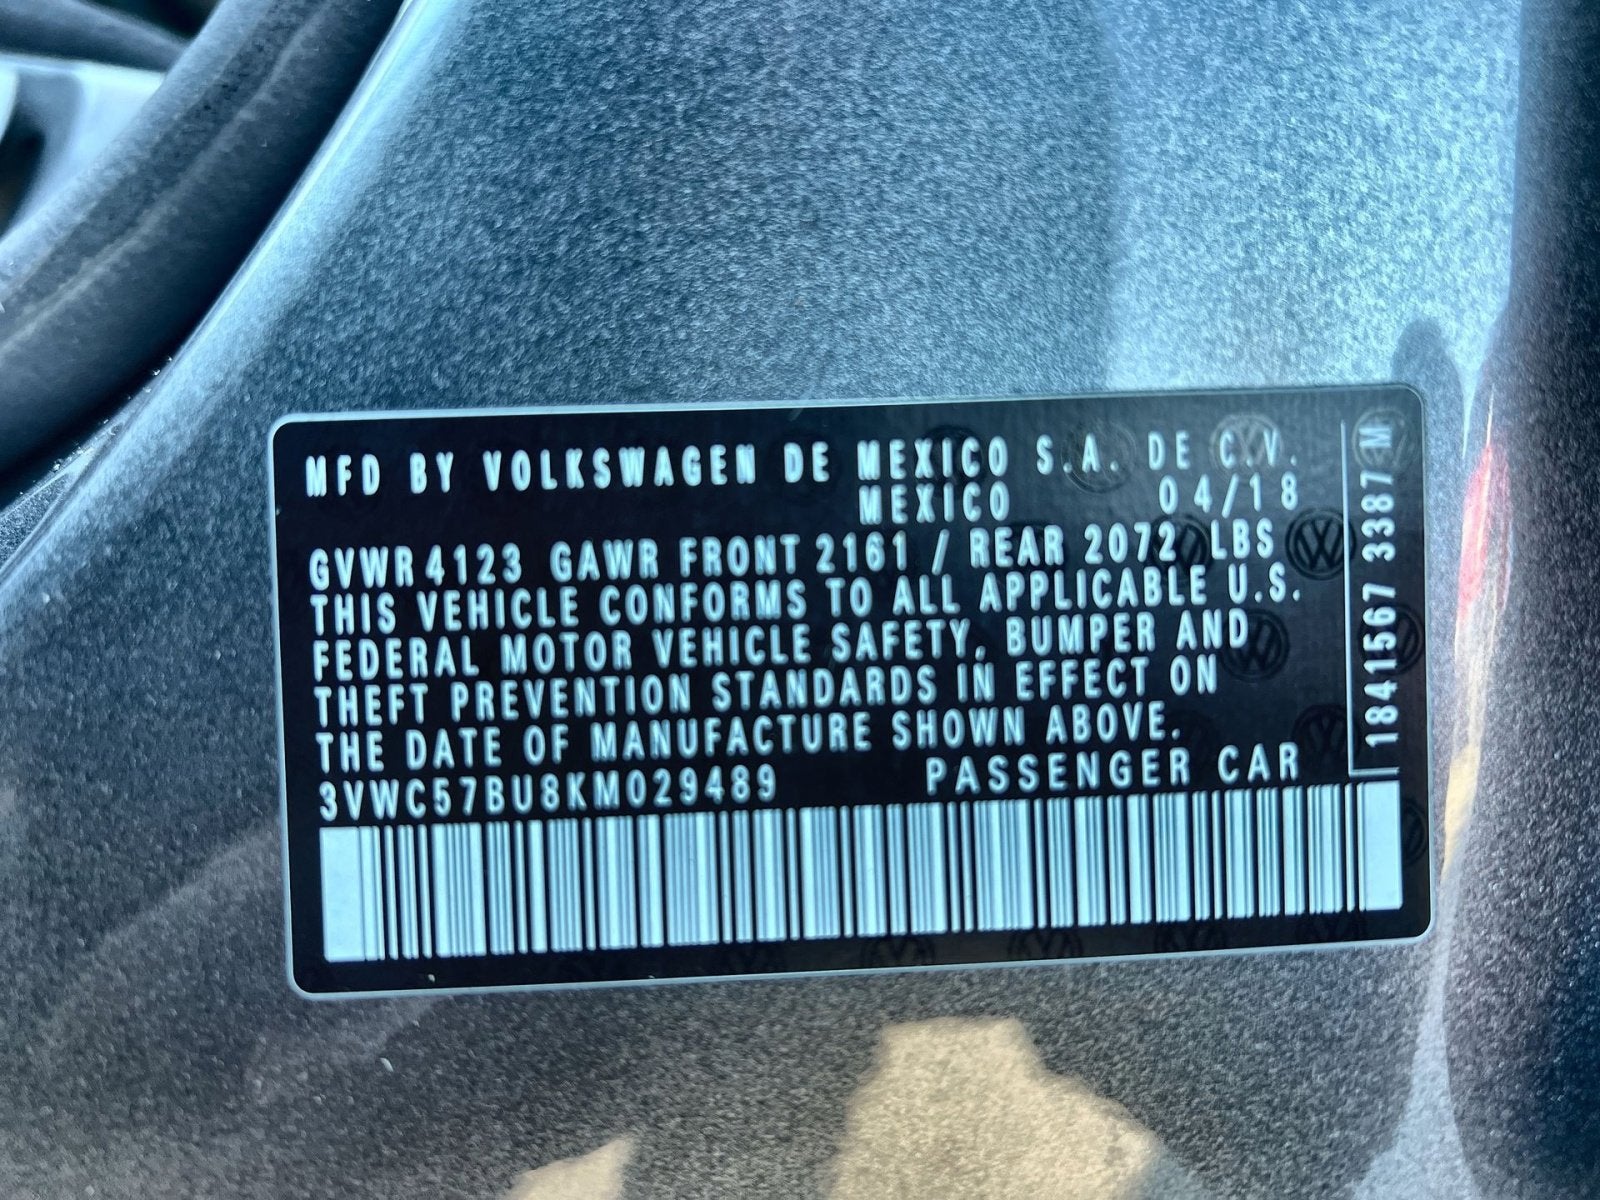 MFD BY VOLKSWAGEN DE MEXICO S.A. DE C.V.
MEXICO 04/18
GVWR 4123 GAWR FRONT 2161 / REAR 2072 LBS
THIS VEHICLE CONFORMS TO ALL APPLICABLE U.S.
FEDERAL MOTOR VEHICLE SAFETY, BUMPER AND
THEFT PREVENTION STANDARDS IN EFFECT ON
THE DATE OF MANUFACTURE SHOWN ABOVE.
3VWC57BU8KM029489 PASSENGER CAR
1841567 3387 M